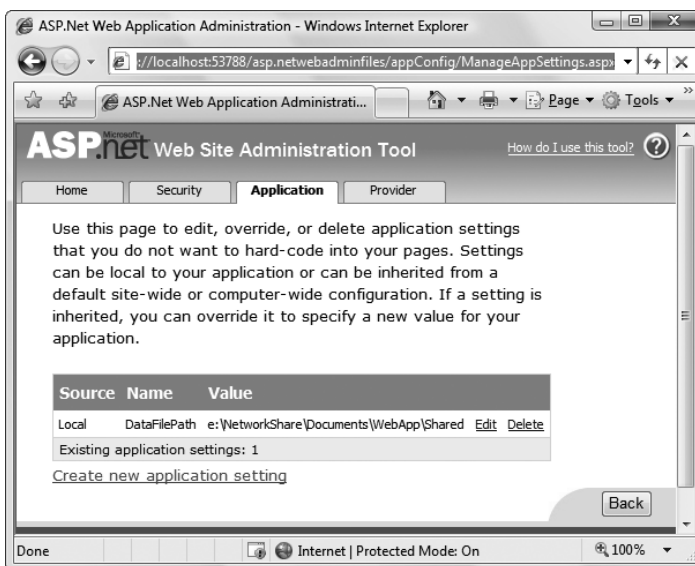 ASP.Net Web Application Administration - Windows Internet Explorer
://localhost:53788/asp.netwebadminfiles/appConfig/ManageAppSettings.aspx
ASP.Net Web Application Administrati...
Page
Tools
»
Microsoft
ASP.net Web Site Administration Tool
How do I use this tool? ?
Home Security Application Provider
Use this page to edit, override, or delete application settings
that you do not want to hard-code into your pages. Settings
can be local to your application or can be inherited from a
default site-wide or computer-wide configuration. If a setting is
inherited, you can override it to specify a new value for your
application.
Source Name Value
Local DataFilePath e:\NetworkShare\Documents\WebApp\Shared Edit Delete
Existing application settings: 1
Create new application setting
Back
Done Internet | Protected Mode: On 100%